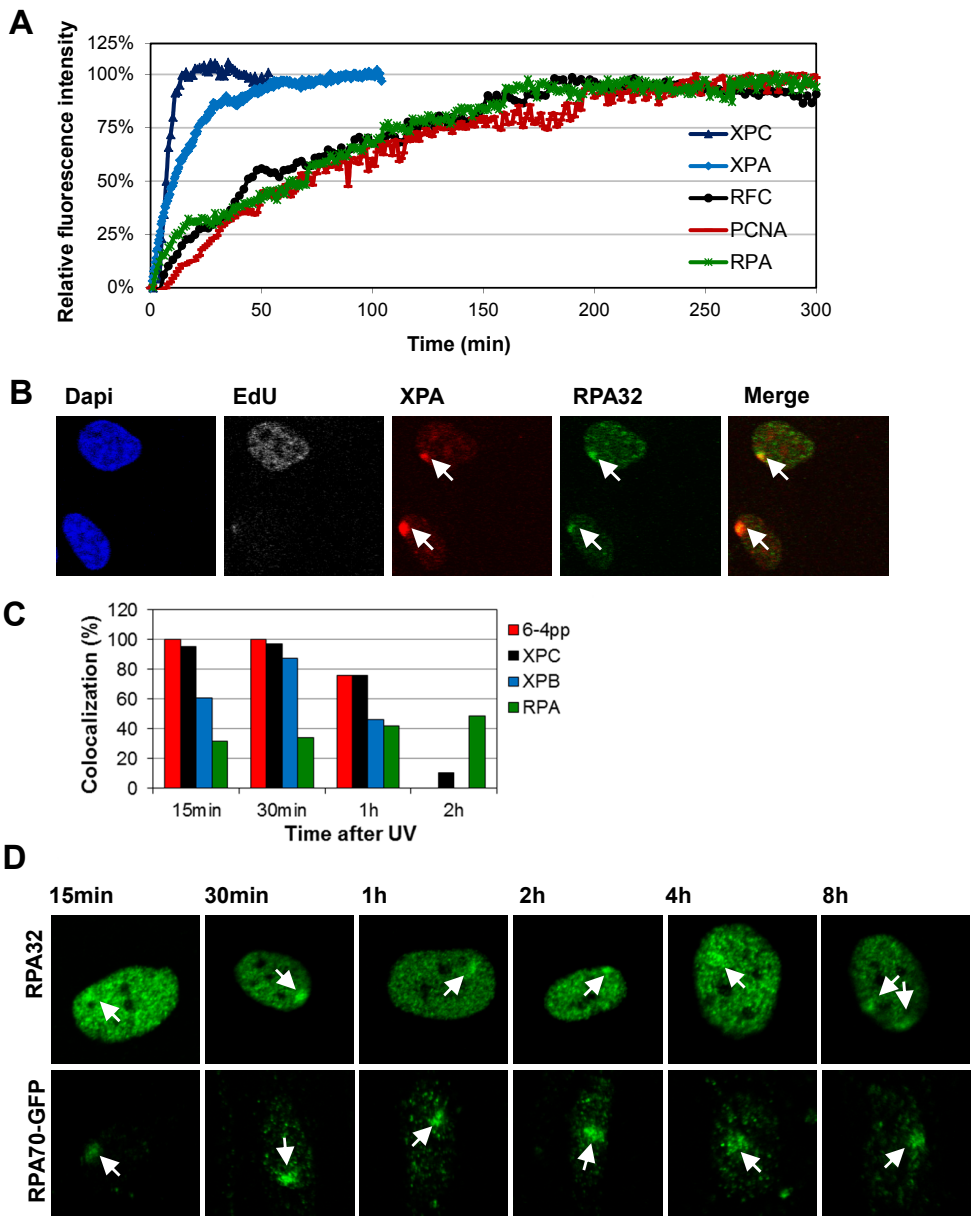 A
Relative fluorescence intensity
125%
100%
75%
50%
25%
0%
0 50 100 150 200 250 300
Time (min)
XPC
XPA
RFC
PCNA
RPA
B
Dapi EdU XPA RPA32 Merge
C
Colocalization (%)
120
100
80
60
40
20
0
15min 30min 1h 2h
Time after UV
6-4pp
XPC
XPB
RPA
D
15min 30min 1h 2h 4h 8h
RPA32
RPA70-GFP